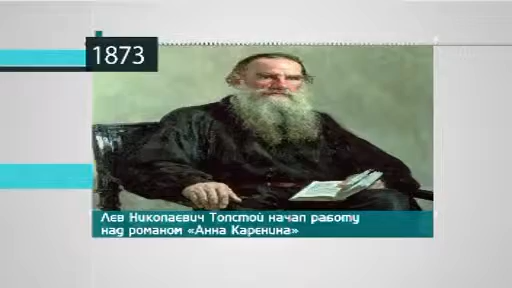 1873
Лев Николаевич Толстой начал работу
над романом «Анна Каренина»